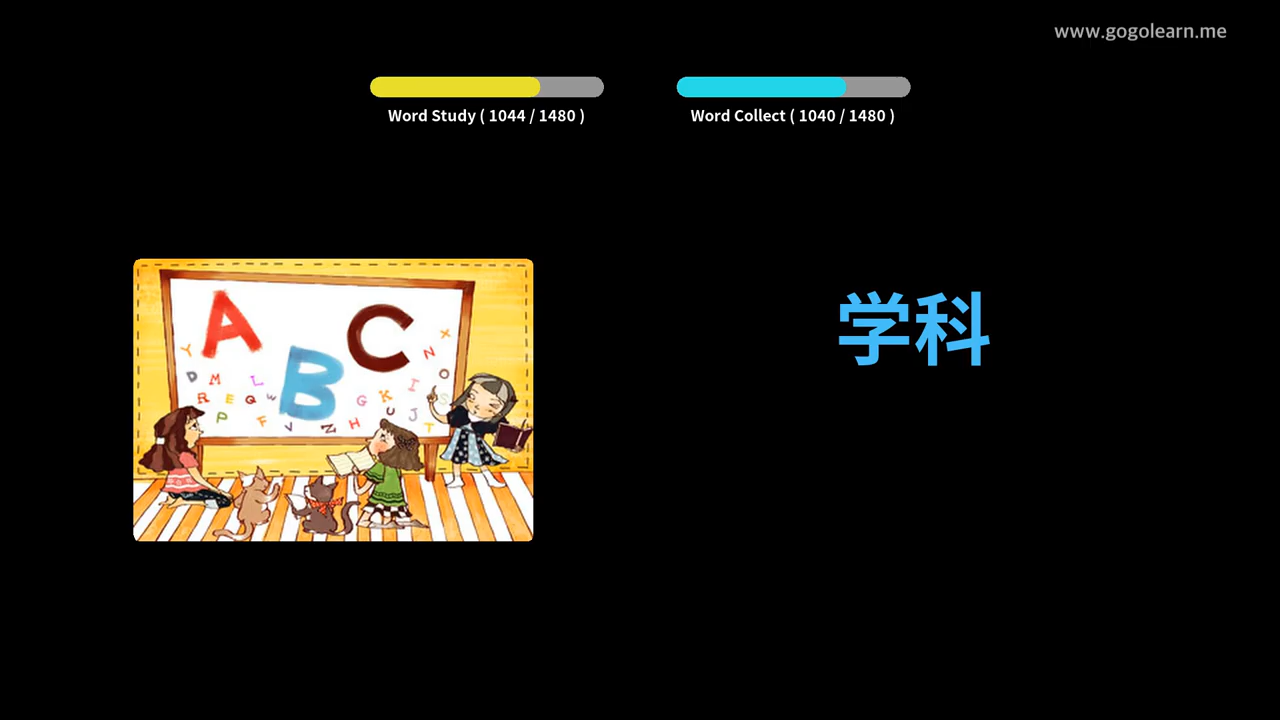 www.gogolearn.me
Word Study ( 1044 / 1480 )
Word Collect ( 1040 / 1480 )
学科
A
C
B
Y
X
N
D M L I O
R E Q W G K S
P F V Z H U J T